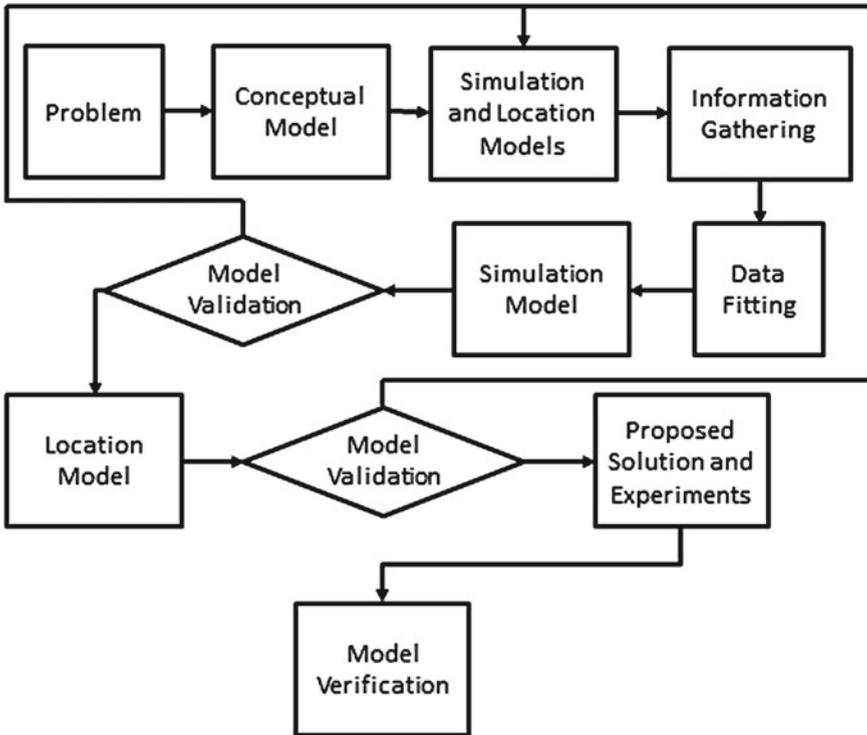 Problem
Conceptual
Model
Simulation
and Location
Models
Information
Gathering
Data
Fitting
Simulation
Model
Model
Validation
Location
Model
Model
Validation
Proposed
Solution and
Experiments
Model
Verification